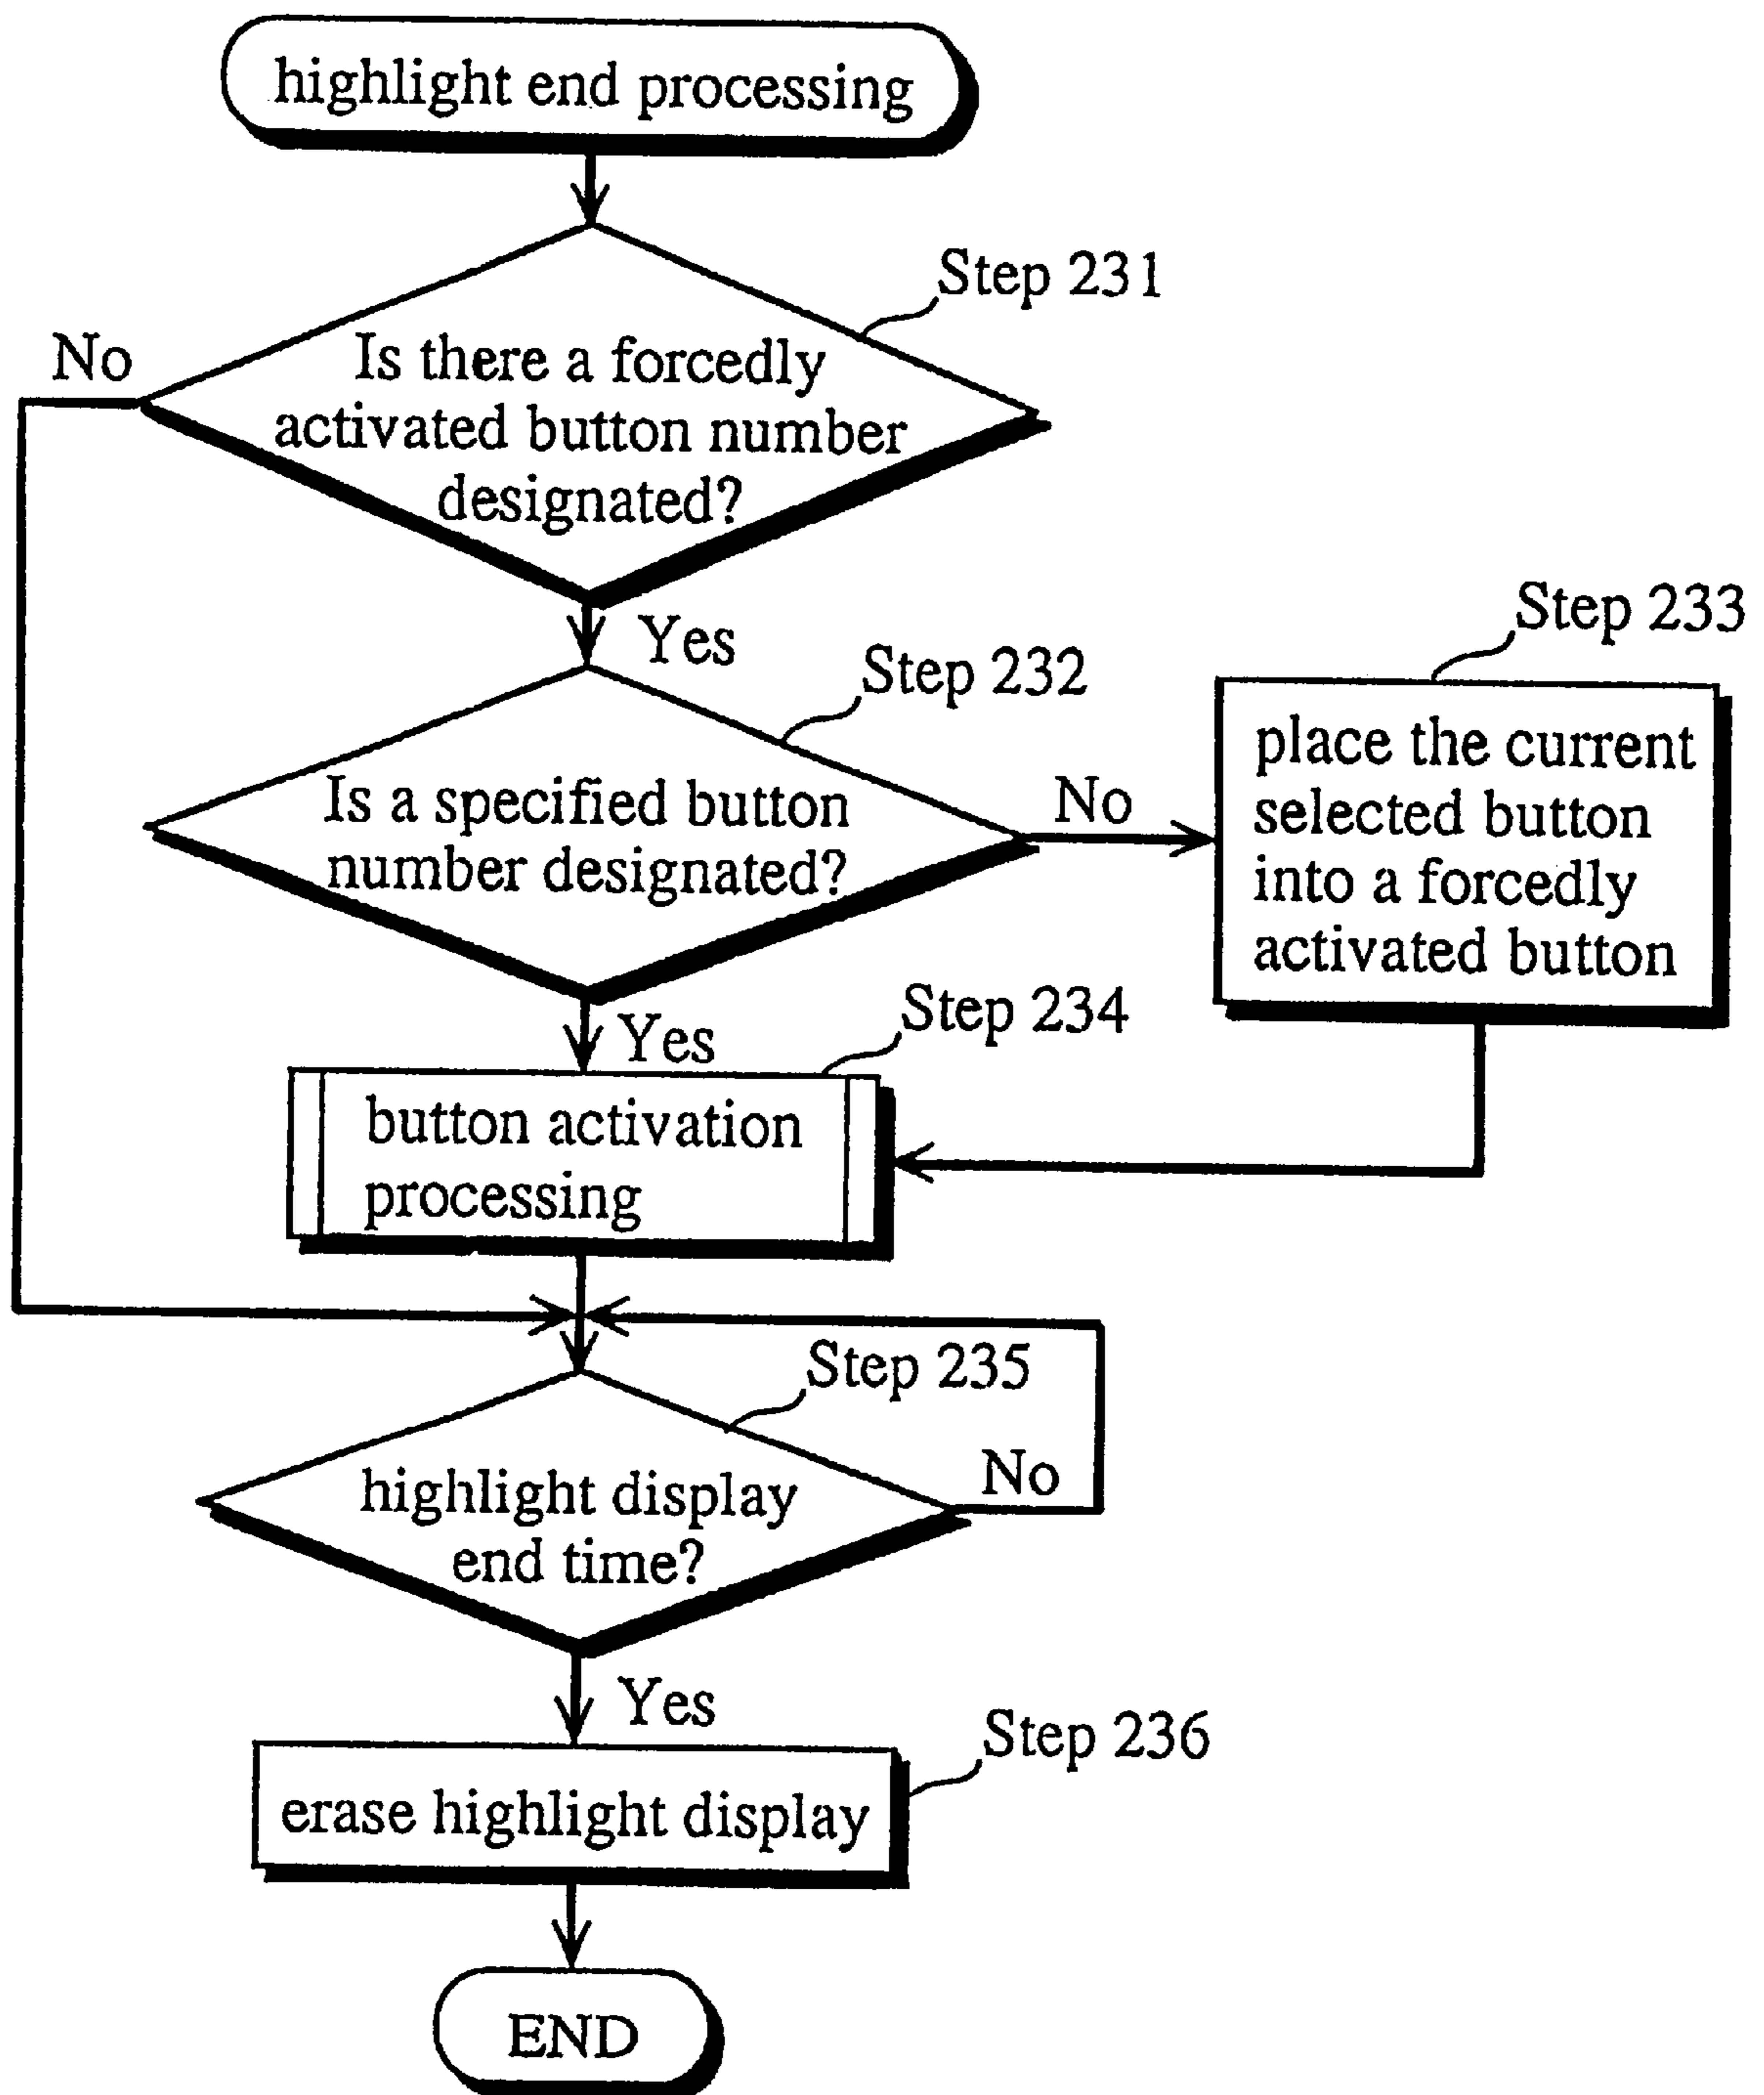 highlight end processing
Step 231
No
Is there a forcedly
activated button number
designated?
Yes
Step 232
Step 233
Is a specified button
number designated?
No
place the current
selected button
into a forcedly
activated button
Yes
Step 234
button activation
processing
Step 235
highlight display
end time?
No
Yes
Step 236
erase highlight display
END